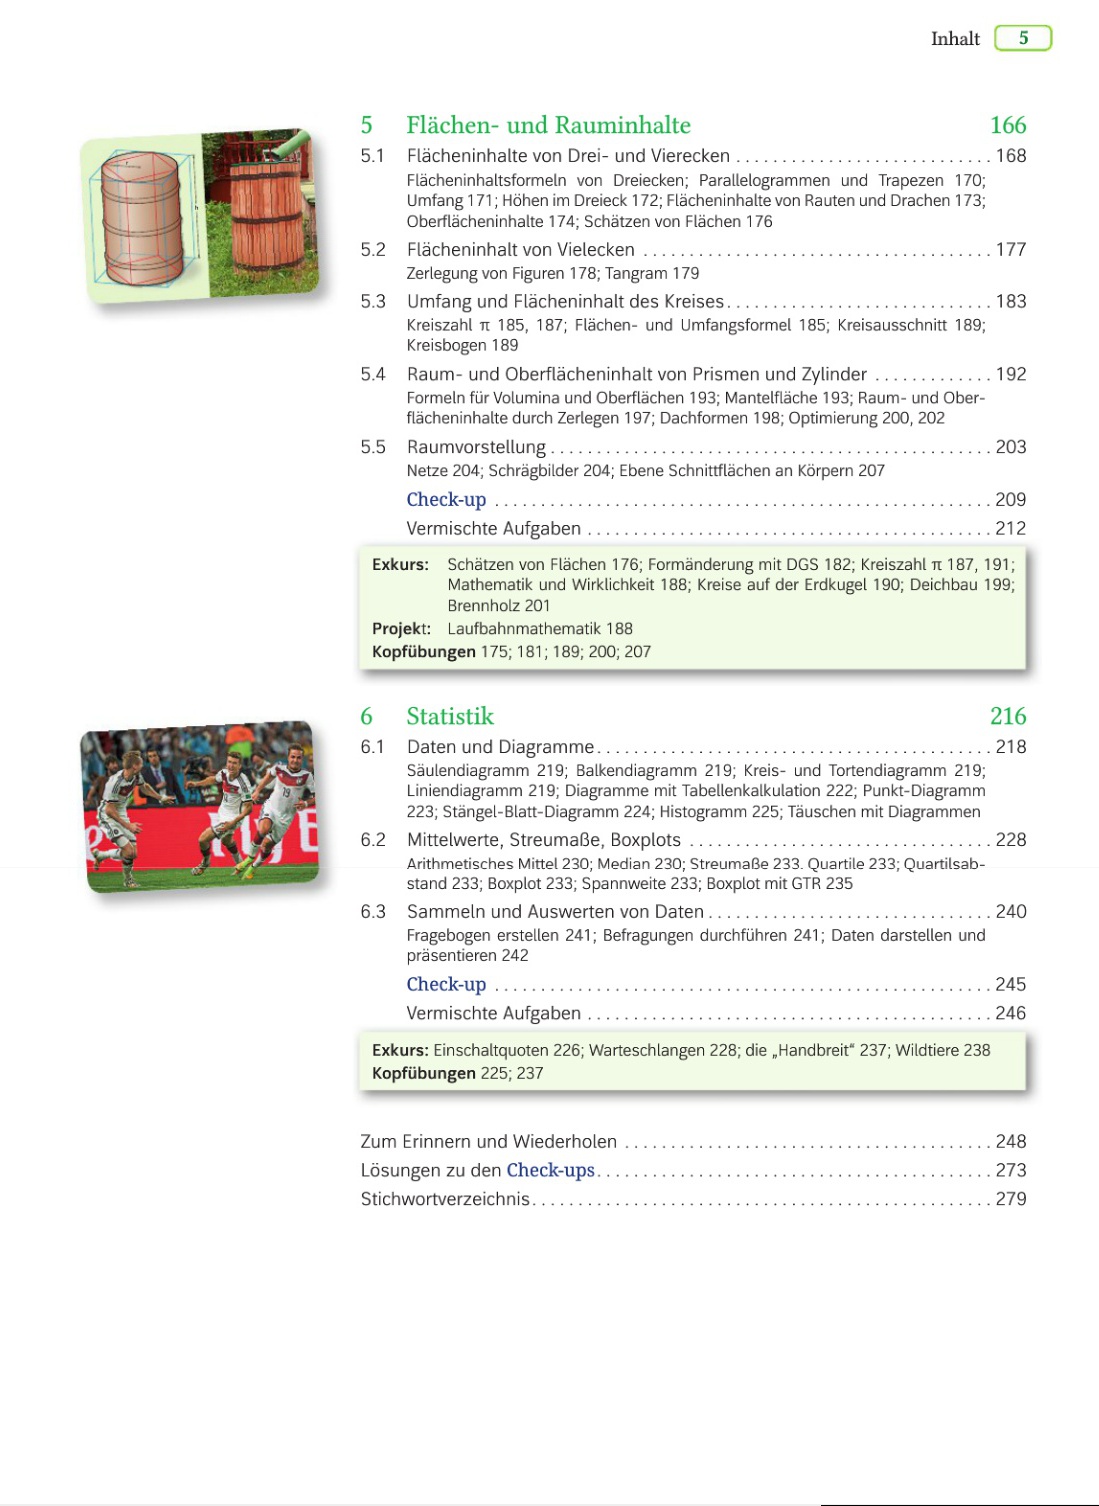 Inhalt 5
5 Flächen- und Rauminhalte 166
5.1 Flächeninhalte von Drei- und Vierecken . . . . . . . . . . . . . . . . . . . . . . . . . . . . 168
Flächeninhaltsformeln von Dreiecken; Parallelogrammen und Trapezen 170;
Umfang 171; Höhen im Dreieck 172; Flächeninhalte von Rauten und Drachen 173;
Oberflächeninhalte 174; Schätzen von Flächen 176
5.2 Flächeninhalt von Vielecken . . . . . . . . . . . . . . . . . . . . . . . . . . . . . . . . . . . . . . 177
Zerlegung von Figuren 178; Tangram 179
5.3 Umfang und Flächeninhalt des Kreises . . . . . . . . . . . . . . . . . . . . . . . . . . . . . 183
Kreiszahl π 185, 187; Flächen- und Umfangsformel 185; Kreisausschnitt 189;
Kreisbogen 189
5.4 Raum- und Oberflächeninhalt von Prismen und Zylinder . . . . . . . . . . . . . 192
Formeln für Volumina und Oberflächen 193; Mantelfläche 193; Raum- und Ober-
flächeninhalte durch Zerlegen 197; Dachformen 198; Optimierung 200, 202
5.5 Raumvorstellung . . . . . . . . . . . . . . . . . . . . . . . . . . . . . . . . . . . . . . . . . . . . . . . . 203
Netze 204; Schrägbilder 204; Ebene Schnittflächen an Körpern 207
Check-up . . . . . . . . . . . . . . . . . . . . . . . . . . . . . . . . . . . . . . . . . . . . . . . . . . . . . . 209
Vermischte Aufgaben . . . . . . . . . . . . . . . . . . . . . . . . . . . . . . . . . . . . . . . . . . . . 212
Exkurs: Schätzen von Flächen 176; Formänderung mit DGS 182; Kreiszahl π 187, 191;
Mathematik und Wirklichkeit 188; Kreise auf der Erdkugel 190; Deichbau 199;
Brennholz 201
Projekt: Laufbahnmathematik 188
Kopfübungen 175; 181; 189; 200; 207
6 Statistik 216
6.1 Daten und Diagramme . . . . . . . . . . . . . . . . . . . . . . . . . . . . . . . . . . . . . . . . . . . 218
Säulendiagramm 219; Balkendiagramm 219; Kreis- und Tortendiagramm 219;
Liniendiagramm 219; Diagramme mit Tabellenkalkulation 222; Punkt-Diagramm
223; Stängel-Blatt-Diagramm 224; Histogramm 225; Täuschen mit Diagrammen
6.2 Mittelwerte, Streumaße, Boxplots . . . . . . . . . . . . . . . . . . . . . . . . . . . . . . . . . 228
Arithmetisches Mittel 230; Median 230; Streumaße 233. Quartile 233; Quartilsab-
stand 233; Boxplot 233; Spannweite 233; Boxplot mit GTR 235
6.3 Sammeln und Auswerten von Daten . . . . . . . . . . . . . . . . . . . . . . . . . . . . . . . 240
Fragebogen erstellen 241; Befragungen durchführen 241; Daten darstellen und
präsentieren 242
Check-up . . . . . . . . . . . . . . . . . . . . . . . . . . . . . . . . . . . . . . . . . . . . . . . . . . . . . . 245
Vermischte Aufgaben . . . . . . . . . . . . . . . . . . . . . . . . . . . . . . . . . . . . . . . . . . . . 246
Exkurs: Einschaltquoten 226; Warteschlangen 228; die „Handbreit“ 237; Wildtiere 238
Kopfübungen 225; 237
Zum Erinnern und Wiederholen . . . . . . . . . . . . . . . . . . . . . . . . . . . . . . . . . . . . . . . . 248
Lösungen zu den Check-ups . . . . . . . . . . . . . . . . . . . . . . . . . . . . . . . . . . . . . . . . . . . 273
Stichwortverzeichnis . . . . . . . . . . . . . . . . . . . . . . . . . . . . . . . . . . . . . . . . . . . . . . . . . . 279